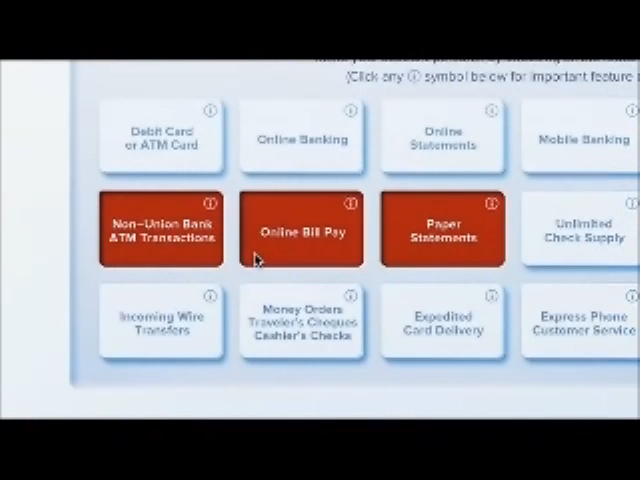 (Click any ⓘ symbol below for important feature
Debit Card
or ATM Card
Online Banking
Online
Statements
Mobile Banking
Non-Union Bank
ATM Transactions
Online Bill Pay
Paper
Statements
Unlimited
Check Supply
Incoming Wire
Transfers
Money Orders
Traveler's Cheques
Cashier's Checks
Expedited
Card Delivery
Express Phone
Customer Service